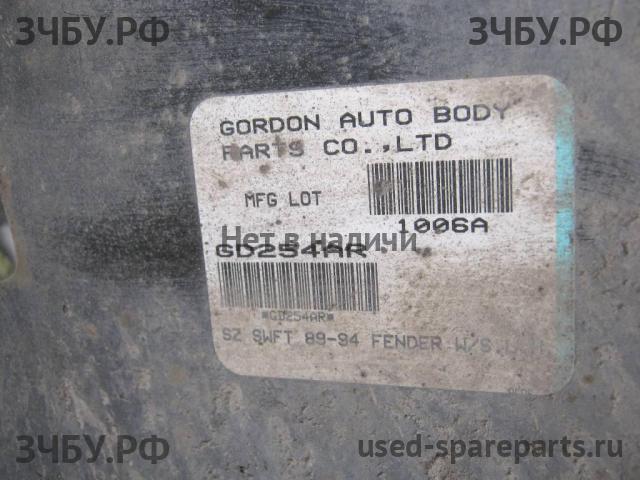 ЗЧБУ.РФ
ЗЧБУ.РФ
GORDON AUTO BODY
PARTS CO.,LTD
MFG LOT
1006A
Нет в наличии
GD254AR
*GD254AR*
SZ SWFT 89-94 FENDER W/S
ЗЧБУ.РФ
used-spareparts.ru